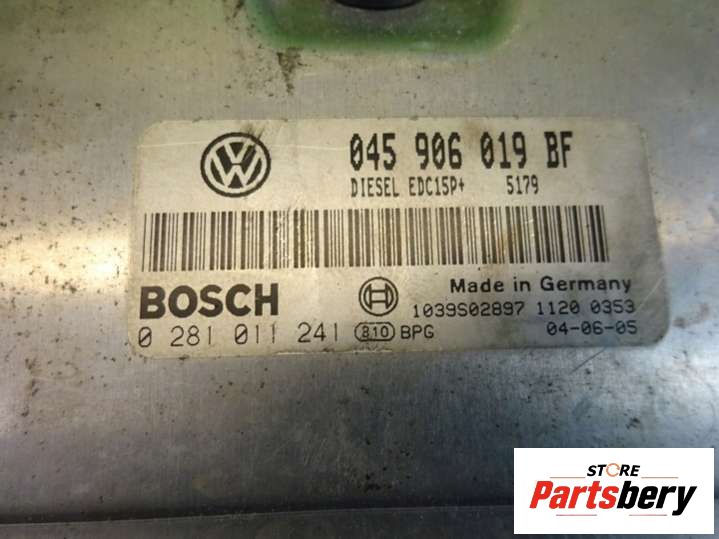 VW
045 906 019 BF
DIESEL EDC15P+ 5179
BOSCH
Made in Germany
1039S02897 1120 0353
0 281 011 241 810 BPG
04-06-05
STORE
Partsbery